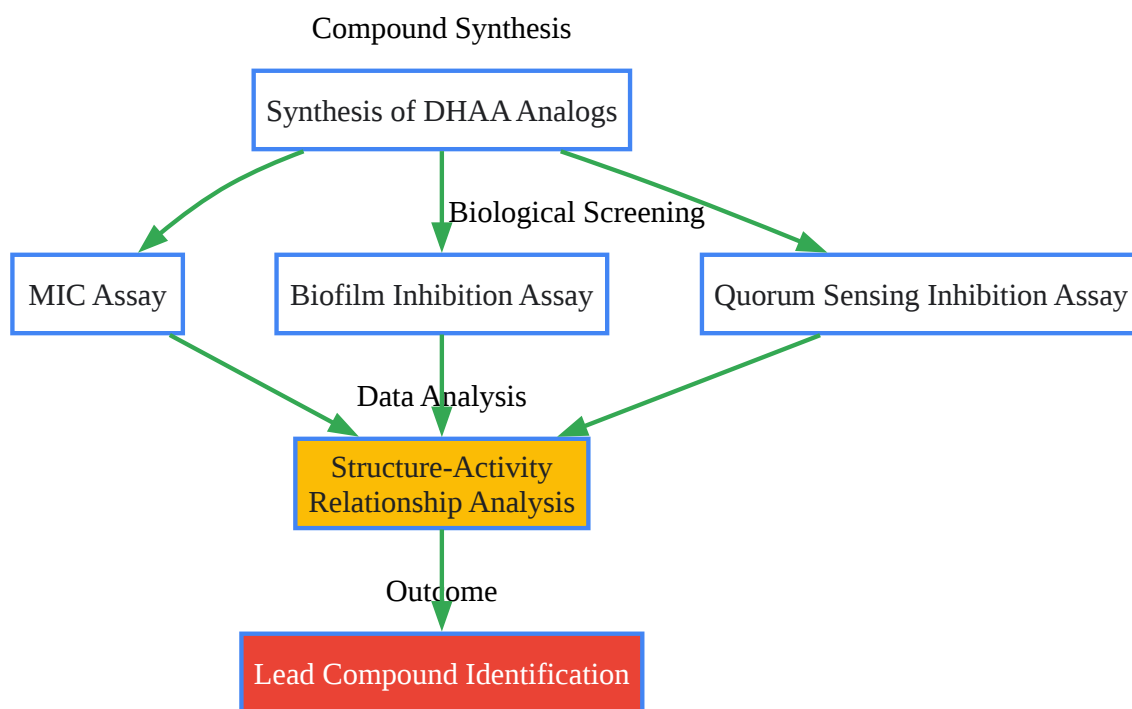 Compound Synthesis
Synthesis of DHAA Analogs
Biological Screening
MIC Assay
Biofilm Inhibition Assay
Quorum Sensing Inhibition Assay
Data Analysis
Structure-Activity
Relationship Analysis
Outcome
Lead Compound Identification